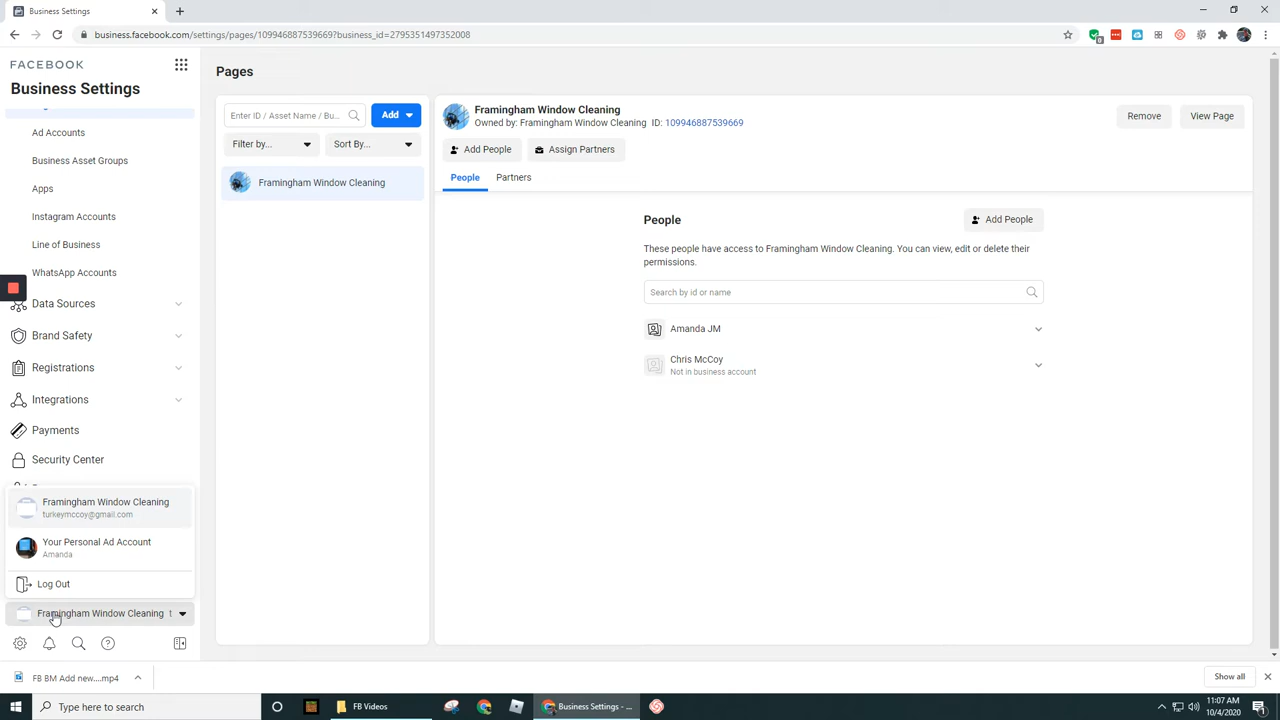 Business Settings
business.facebook.com/settings/pages/109946887539669?business_id=2795351497352008
FACEBOOK
Business Settings
Ad Accounts
Business Asset Groups
Apps
Instagram Accounts
Line of Business
WhatsApp Accounts
Data Sources
Brand Safety
Registrations
Integrations
Payments
Security Center
Framingham Window Cleaning
turkeymccoy@gmail.com
Your Personal Ad Account
Amanda
Log Out
Framingham Window Cleaning t
Pages
Enter ID / Asset Name / Bu...
Add
Filter by...
Sort By...
Framingham Window Cleaning
Framingham Window Cleaning
Owned by: Framingham Window Cleaning ID: 109946887539669
Remove
View Page
Add People
Assign Partners
People
Partners
People
Add People
These people have access to Framingham Window Cleaning. You can view, edit or delete their
permissions.
Search by id or name
Amanda JM
Chris McCoy
Not in business account
FB BM Add new....mp4
Show all
Type here to search
FB Videos
Business Settings - ...
11:07 AM
10/4/2020